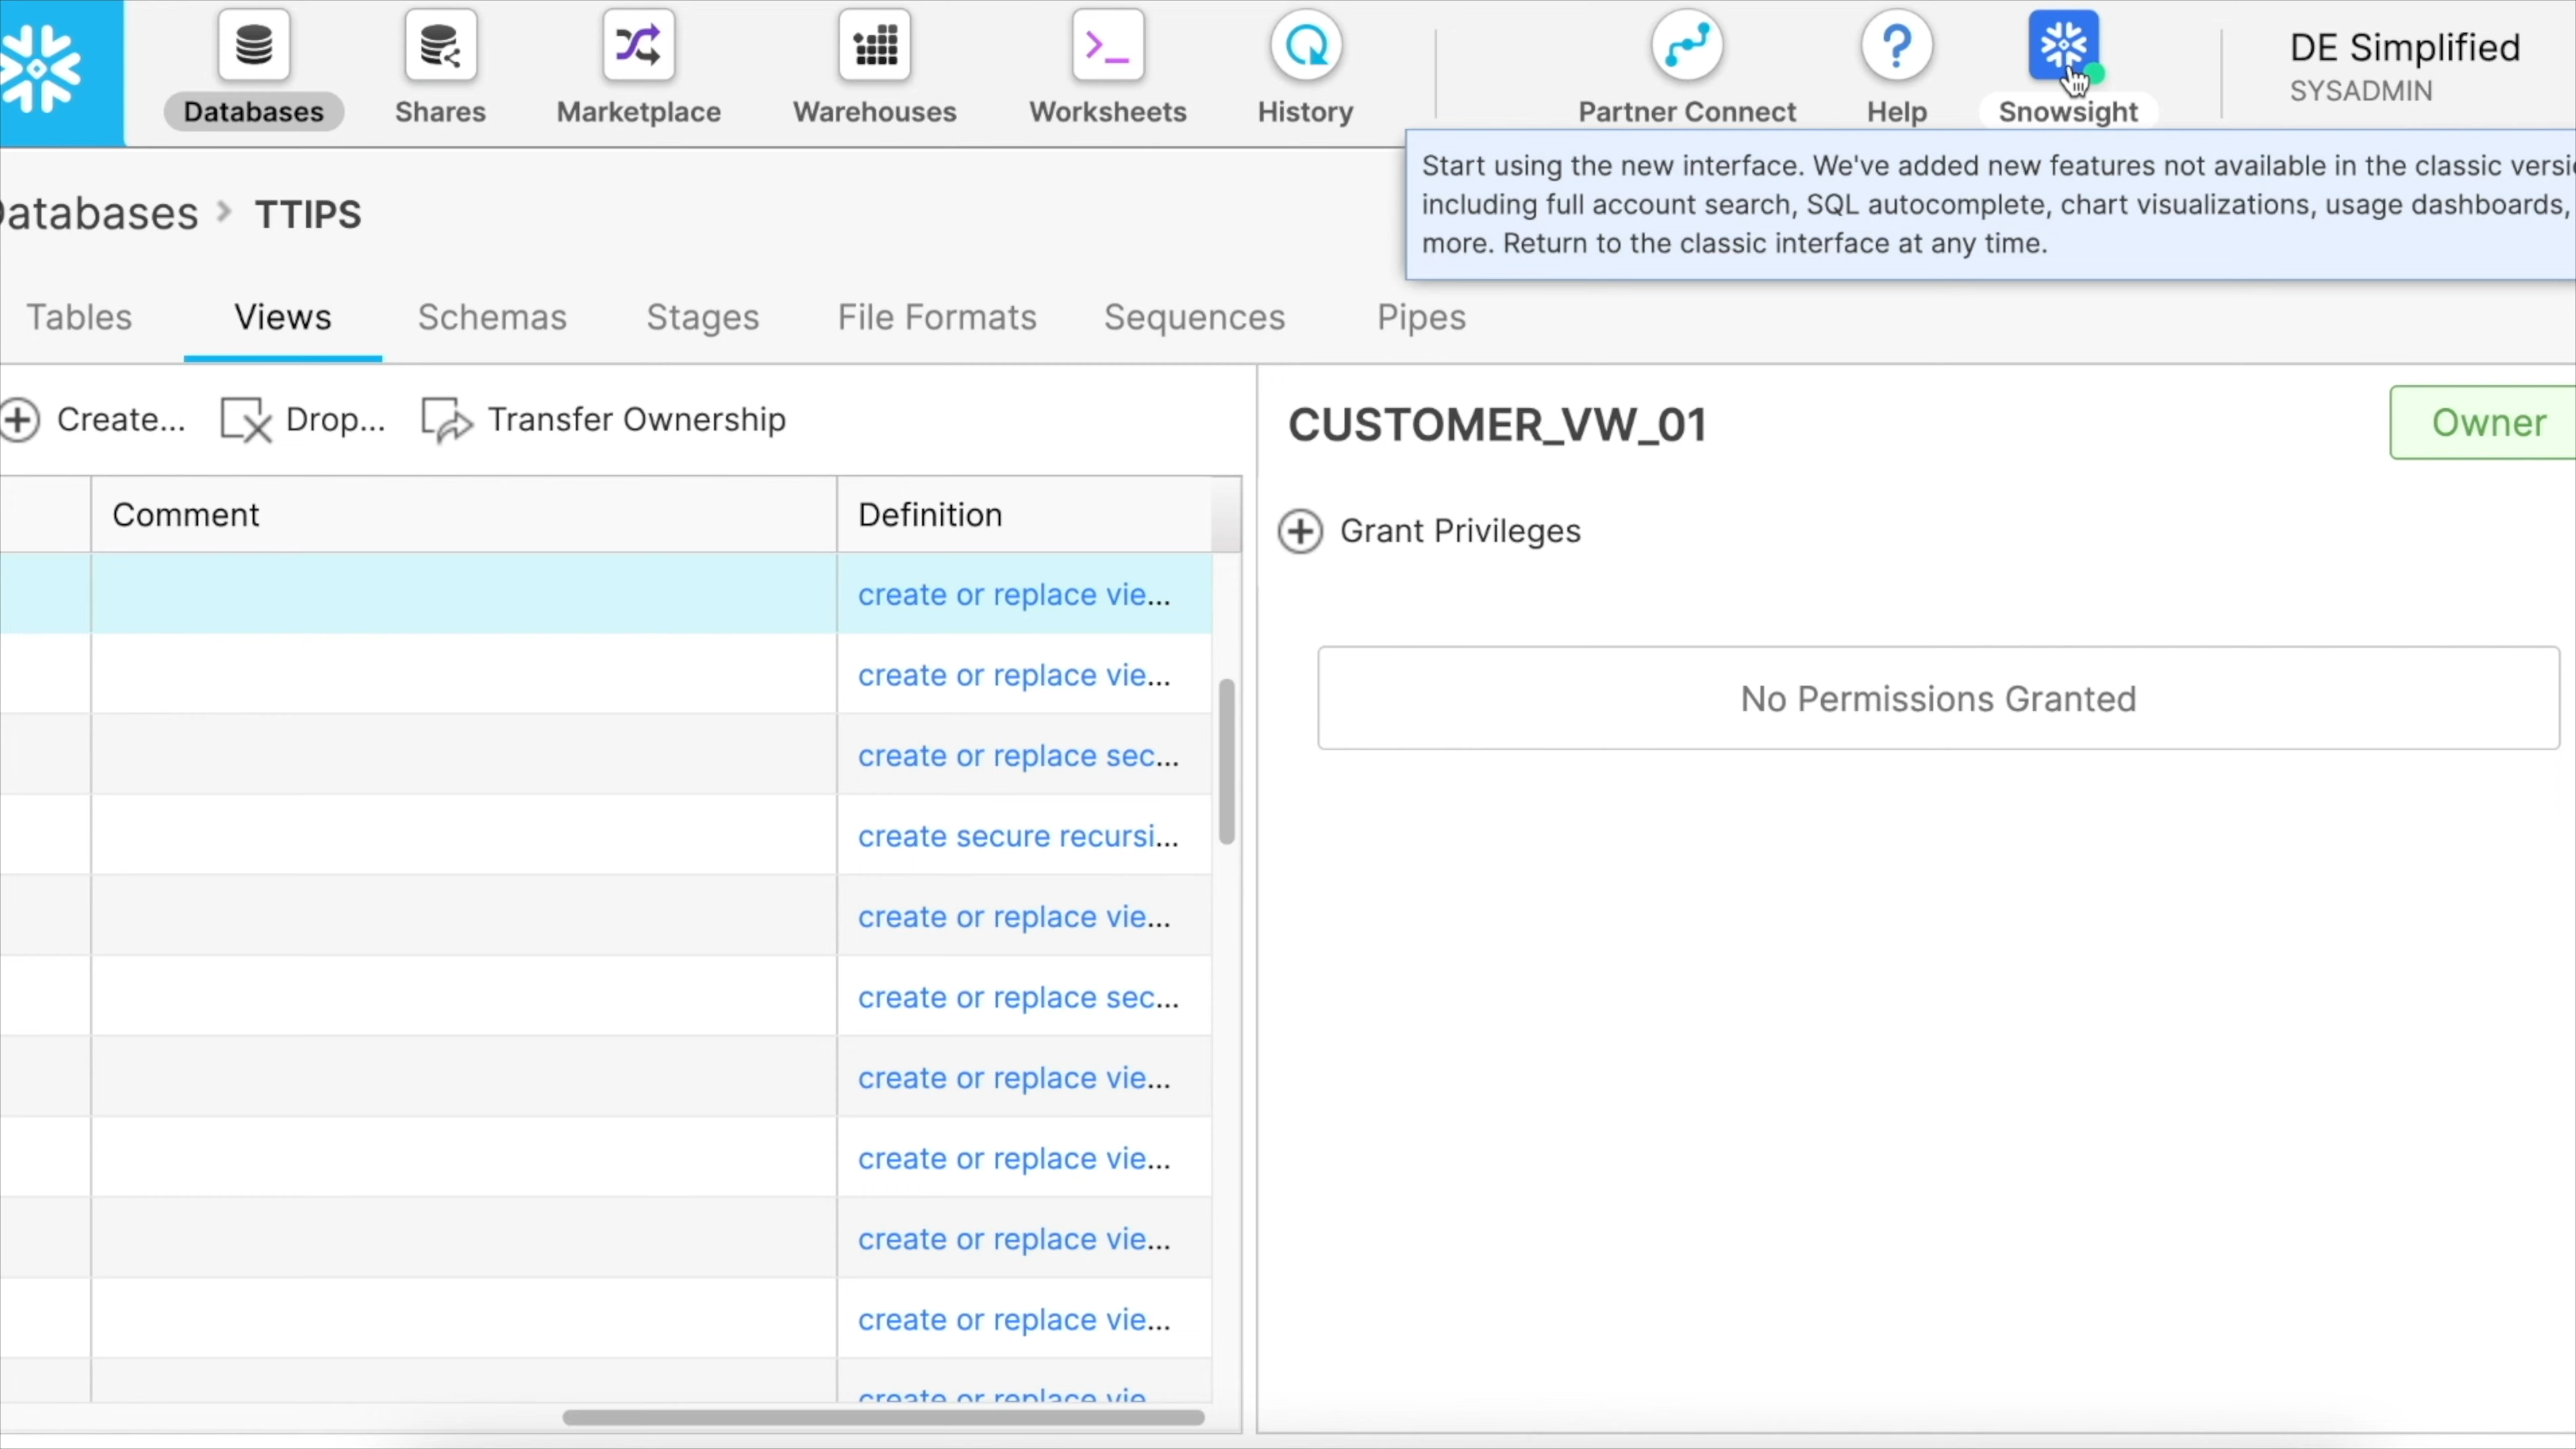 Databases
Shares
Marketplace
Warehouses
Worksheets
History
Partner Connect
Help
Snowsight
DE Simplified
SYSADMIN
Start using the new interface. We've added new features not available in the classic versi
including full account search, SQL autocomplete, chart visualizations, usage dashboards,
more. Return to the classic interface at any time.
atabases > TTIPS
Tables
Views
Schemas
Stages
File Formats
Sequences
Pipes
Create...
Drop...
Transfer Ownership
CUSTOMER_VW_01
Owner
Grant Privileges
No Permissions Granted
Comment
Definition
create or replace vie...
create or replace vie...
create or replace sec...
create secure recursi...
create or replace vie...
create or replace sec...
create or replace vie...
create or replace vie...
create or replace vie...
create or replace vie...
create or replace vie